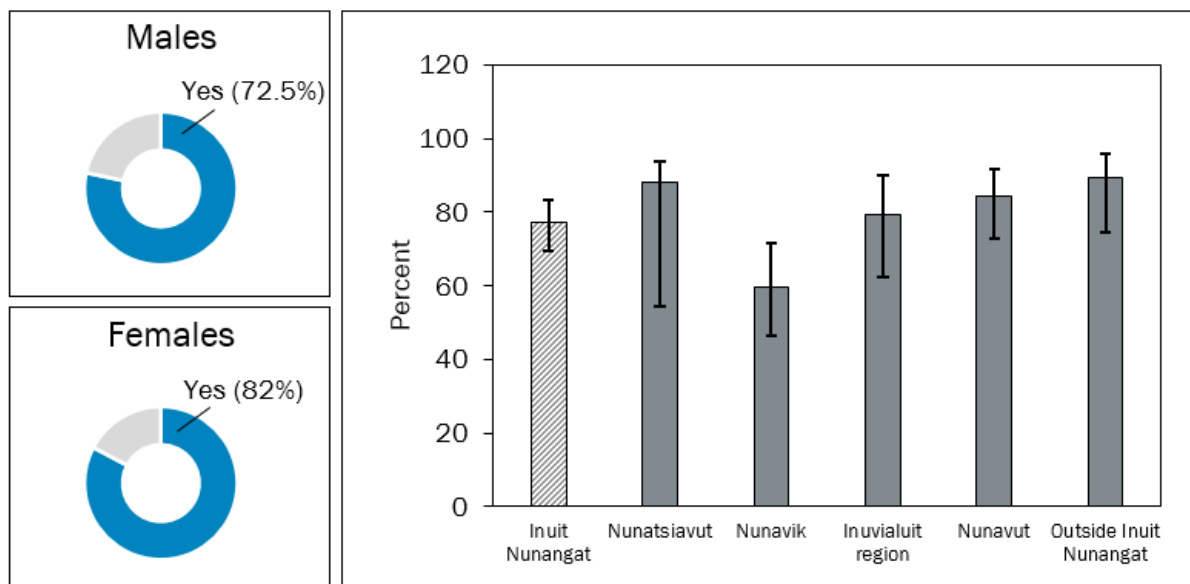 Males
Yes (72.5%)
Females
Yes (82%)
Percent
120
100
80
60
40
20
0
Inuit
Nunangat
Nunatsiavut
Nunavik
Inuvialuit
region
Nunavut
Outside Inuit
Nunangat